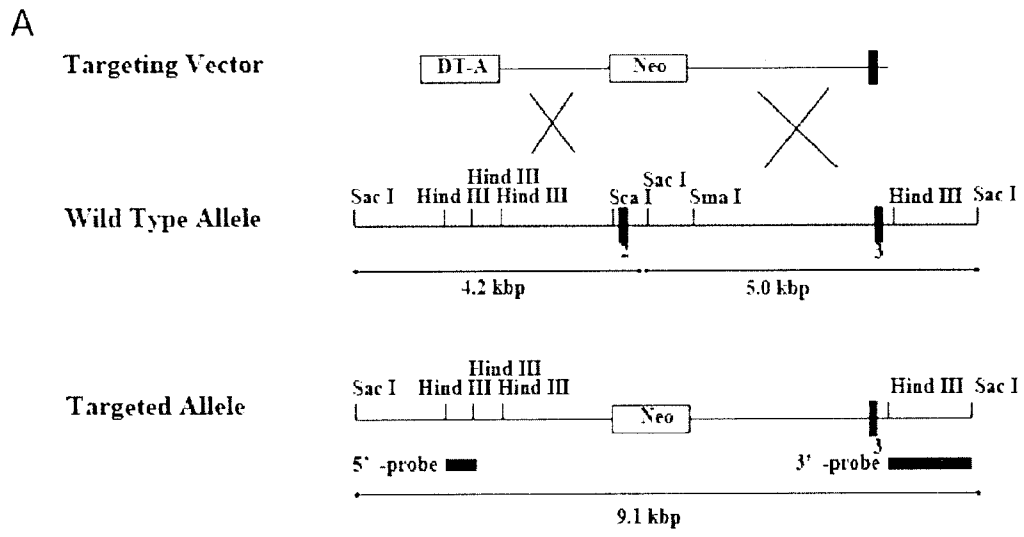 A
Targeting Vector
DT-A
Neo
Hind III
Sac I
Sac I
Hind III
Hind III
Sca I
Sma I
Hind III
Sac I
Wild Type Allele
2
3
4.2 kbp
5.0 kbp
Hind III
Sac I
Hind III
Hind III
Hind III
Sac I
Targeted Allele
Neo
3
5' -probe
3' -probe
9.1 kbp